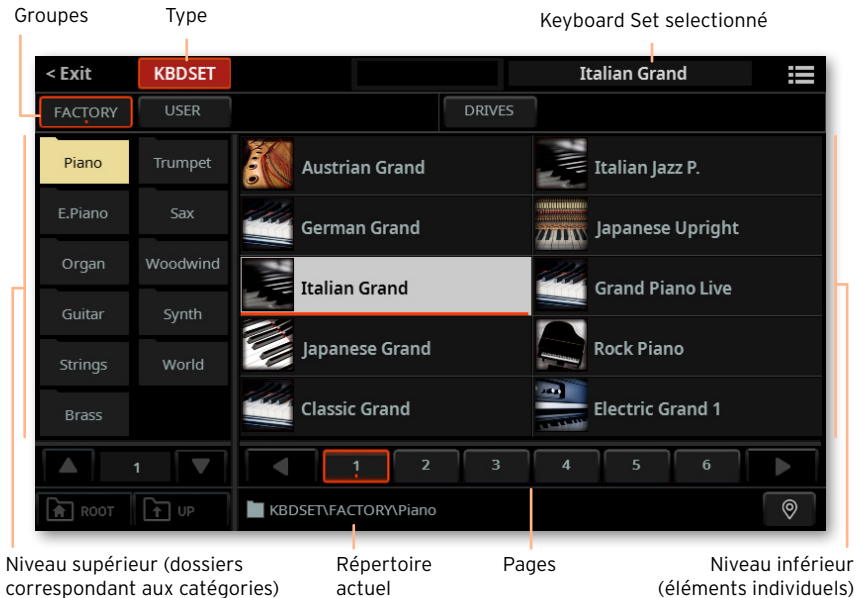 Groupes
Type
Keyboard Set selectionné
< Exit
KBDSET
Italian Grand
FACTORY
USER
DRIVES
Piano
Trumpet
E.Piano
Sax
Organ
Woodwind
Guitar
Synth
Strings
World
Brass
Austrian Grand
Italian Jazz P.
German Grand
Japanese Upright
Italian Grand
Grand Piano Live
Japanese Grand
Rock Piano
Classic Grand
Electric Grand 1
1
1
2
3
4
5
6
ROOT
UP
KBDSET\FACTORY\Piano
Niveau supérieur (dossiers
correspondant aux catégories)
Répertoire
actuel
Pages
Niveau inférieur
(éléments individuels)